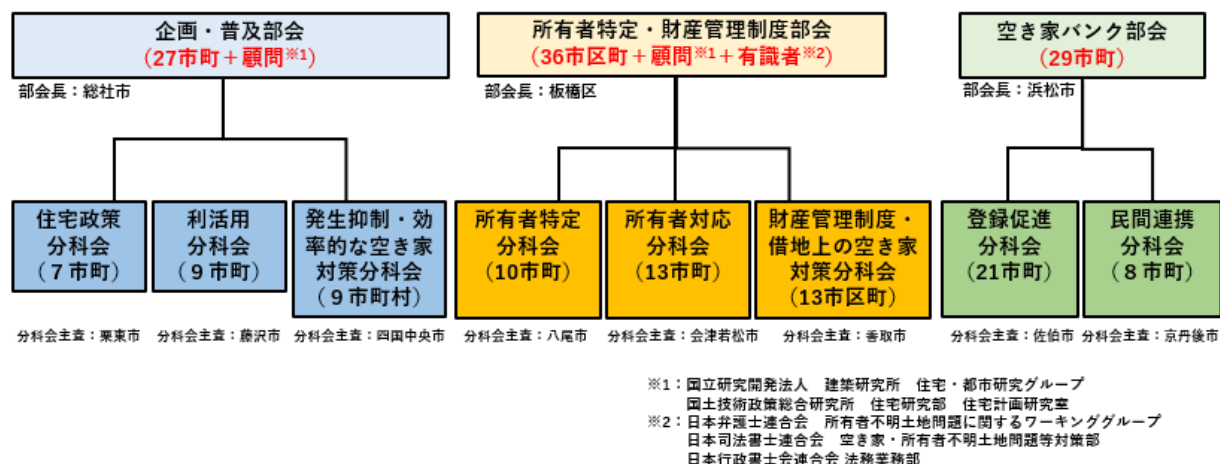 企画・普及部会
（27市町＋顧問※1）
部会長：総社市
所有者特定・財産管理制度部会
（36市区町＋顧問※1＋有識者※2）
部会長：板橋区
空き家バンク部会
（29市町）
部会長：浜松市
住宅政策
分科会
（７市町）
利活用
分科会
（９市町）
発生抑制・効
率的な空き家
対策分科会
（９市町村）
所有者特定
分科会
（10市町）
所有者対応
分科会
（13市町）
財産管理制度・
借地上の空き家
対策分科会
（13市区町）
登録促進
分科会
（21市町）
民間連携
分科会
（８市町）
分科会主査：栗東市
分科会主査：藤沢市
分科会主査：四国中央市
分科会主査：八尾市
分科会主査：会津若松市
分科会主査：香取市
分科会主査：佐伯市
分科会主査：京丹後市
※1：国立研究開発法人　建築研究所　住宅・都市研究グループ
国土技術政策総合研究所　住宅研究部　住宅計画研究室
※2：日本弁護士連合会　所有者不明土地問題に関するワーキンググループ
日本司法書士連合会　空き家・所有者不明土地問題等対策部
日本行政書士会連合会 法務業務部